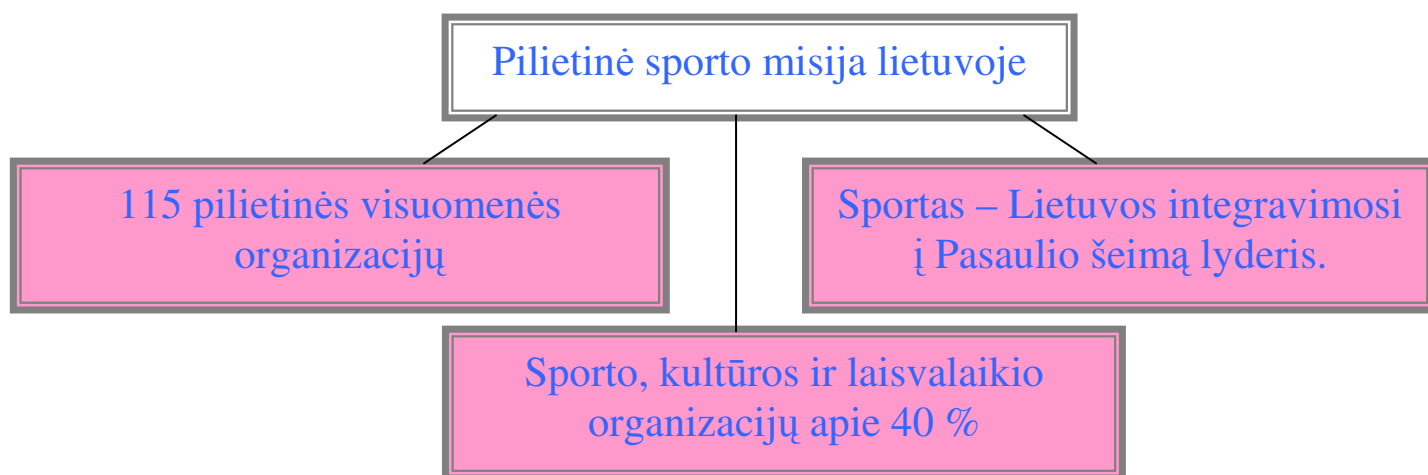 Pilietinė sporto misija lietuvoje
115 pilietinės visuomenės
organizacijų
Sportas – Lietuvos integravimosi
į Pasaulio šeimą lyderis.
Sporto, kultūros ir laisvalaikio
organizacijų apie 40 %